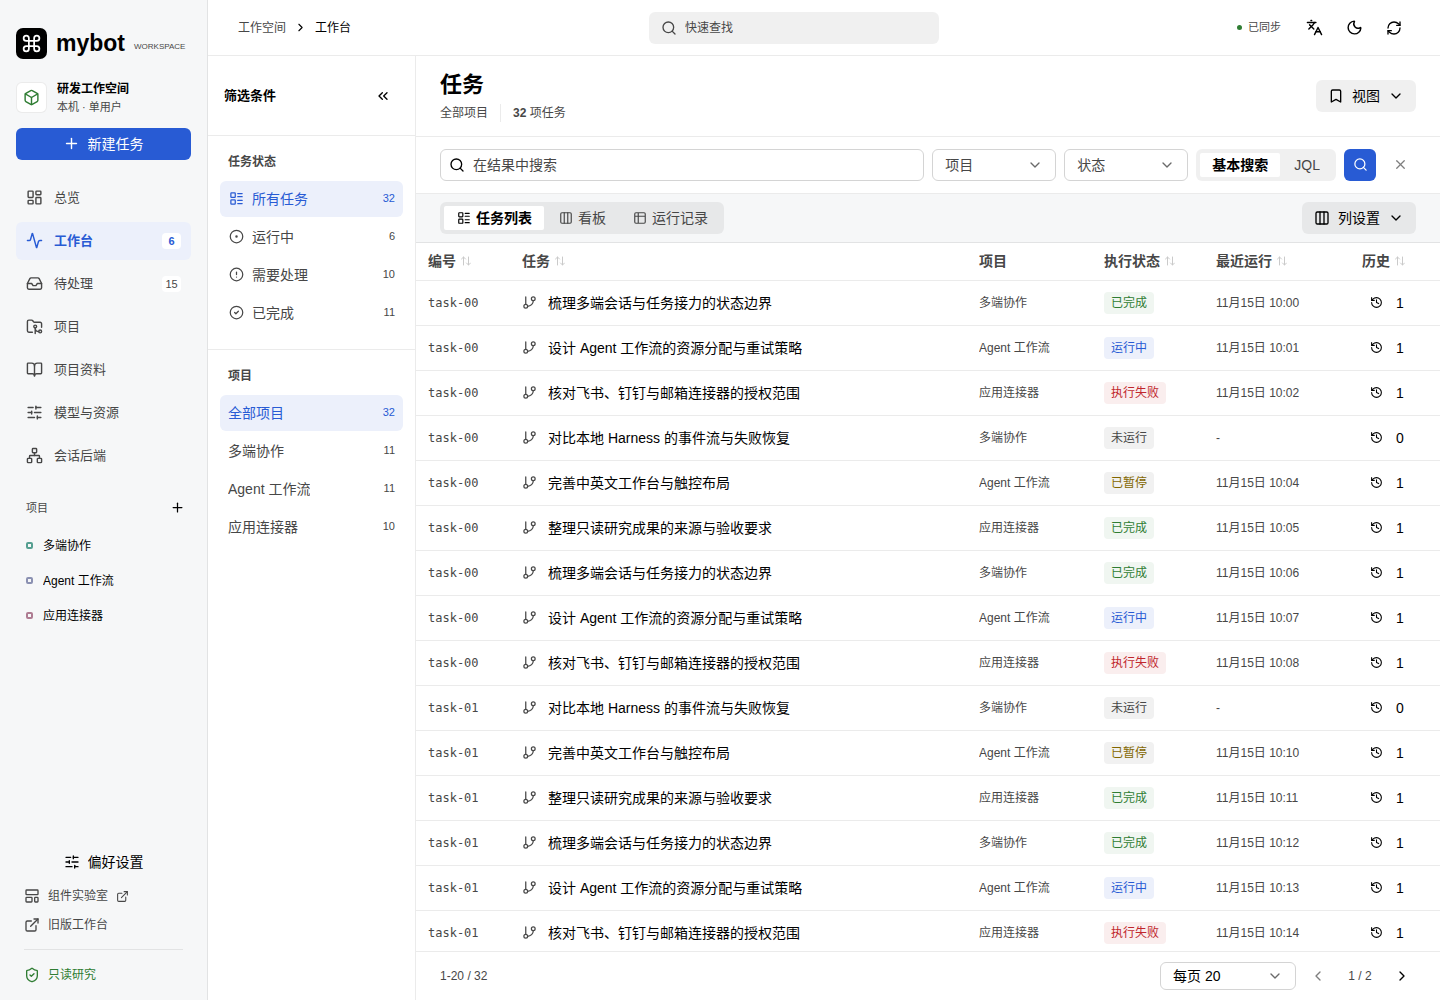 mybot WORKSPACE
研发工作空间
本机 · 单用户
新建任务
总览
工作台 6
待处理 15
项目
项目资料
模型与资源
会话后端
项目
多端协作
Agent 工作流
应用连接器
偏好设置
组件实验室
旧版工作台
只读研究
工作空间 工作台
快速查找
已同步
筛选条件
任务状态
所有任务 32
运行中 6
需要处理 10
已完成 11
项目
全部项目 32
多端协作 11
Agent 工作流 11
应用连接器 10
任务
全部项目 32 项任务
视图
在结果中搜索 项目 状态 基本搜索 JQL
任务列表 看板 运行记录 列设置
编号 任务 项目 执行状态 最近运行 历史
task-00 梳理多端会话与任务接力的状态边界 多端协作 已完成 11月15日 10:00 1
task-00 设计 Agent 工作流的资源分配与重试策略 Agent 工作流 运行中 11月15日 10:01 1
task-00 核对飞书、钉钉与邮箱连接器的授权范围 应用连接器 执行失败 11月15日 10:02 1
task-00 对比本地 Harness 的事件流与失败恢复 多端协作 未运行 - 0
task-00 完善中英文工作台与触控布局 Agent 工作流 已暂停 11月15日 10:04 1
task-00 整理只读研究成果的来源与验收要求 应用连接器 已完成 11月15日 10:05 1
task-00 梳理多端会话与任务接力的状态边界 多端协作 已完成 11月15日 10:06 1
task-00 设计 Agent 工作流的资源分配与重试策略 Agent 工作流 运行中 11月15日 10:07 1
task-00 核对飞书、钉钉与邮箱连接器的授权范围 应用连接器 执行失败 11月15日 10:08 1
task-01 对比本地 Harness 的事件流与失败恢复 多端协作 未运行 - 0
task-01 完善中英文工作台与触控布局 Agent 工作流 已暂停 11月15日 10:10 1
task-01 整理只读研究成果的来源与验收要求 应用连接器 已完成 11月15日 10:11 1
task-01 梳理多端会话与任务接力的状态边界 多端协作 已完成 11月15日 10:12 1
task-01 设计 Agent 工作流的资源分配与重试策略 Agent 工作流 运行中 11月15日 10:13 1
task-01 核对飞书、钉钉与邮箱连接器的授权范围 应用连接器 执行失败 11月15日 10:14 1
1-20 / 32 每页 20 1 / 2